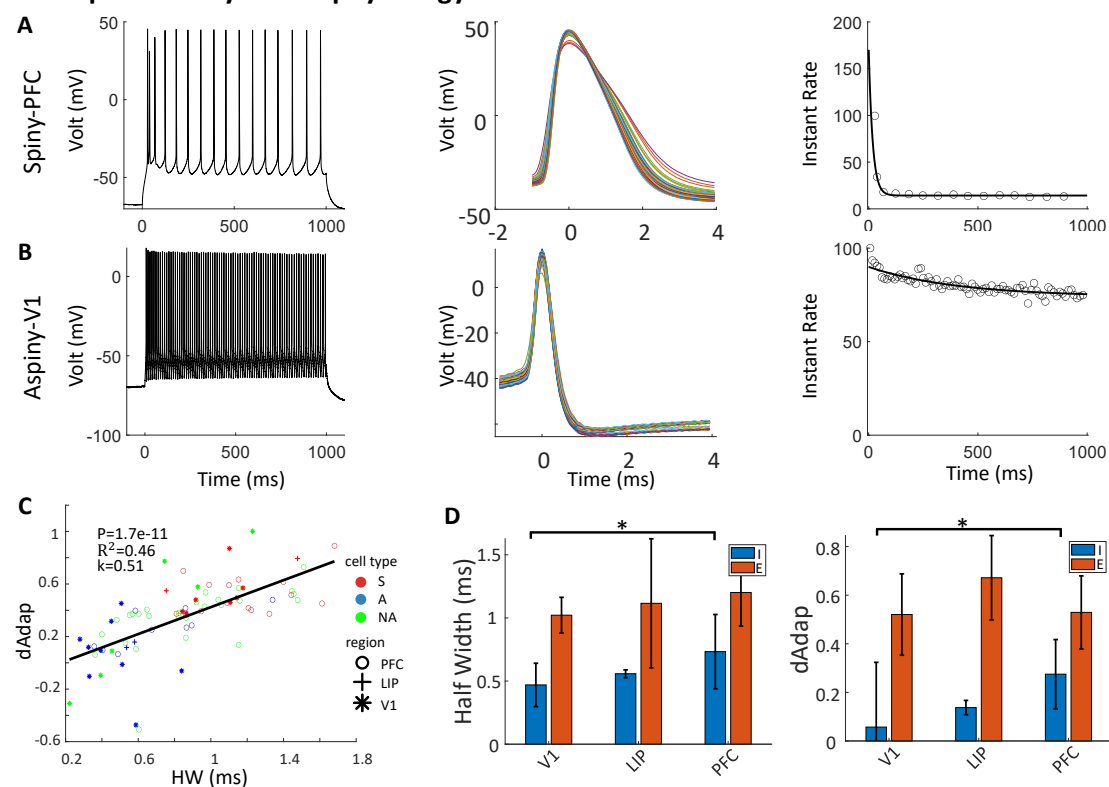 A
Spiny-PFC
Volt (mV)
50
0
-50
0 500 1000
Volt (mV)
50
0
-50
-2 0 2 4
Instant Rate
200
150
100
50
0
0 500 1000
B
Aspiny-V1
Volt (mV)
0
-50
-100
0 500 1000
Time (ms)
Volt (mV)
0
-20
-40
0 2 4
Instant Rate
100
50
0
0 500 1000
Time (ms)
C
dAdap
1
0.6
0.2
-0.2
-0.6
P=1.7e-11
R²=0.46
k=0.51
cell type
S
A
NA
region
PFC
LIP
V1
0.2 0.6 1 1.4 1.8
HW (ms)
D
Half Width (ms)
1.5
1
0.5
0
*
I
E
V1 LIP PFC
dAdap
0.8
0.6
0.4
0.2
0
*
I
E
V1 LIP PFC